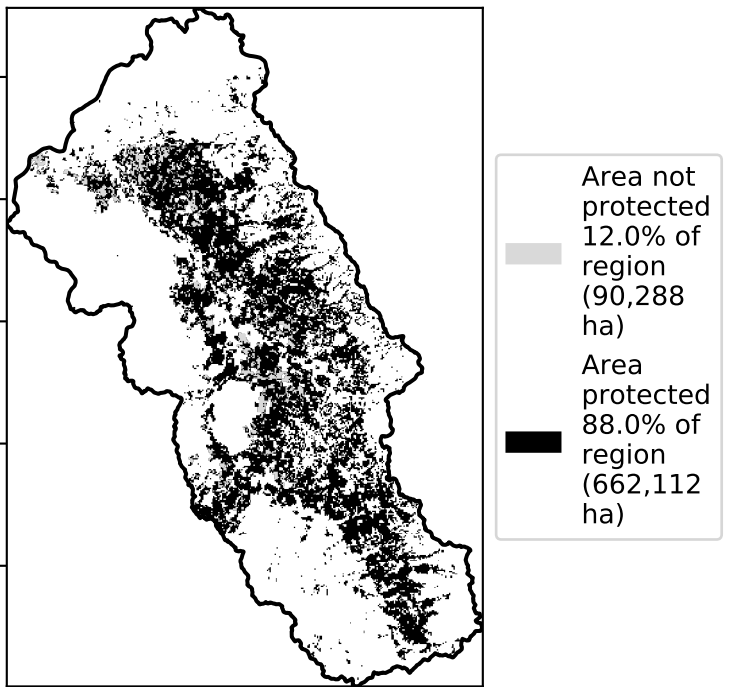 Area not
protected
12.0% of
region
(90,288
ha)
Area
protected
88.0% of
region
(662,112
ha)